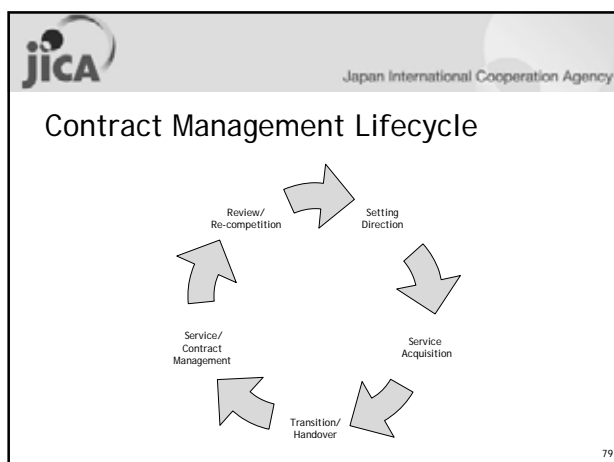 jICA
Japan International Cooperation Agency
Contract Management Lifecycle
Review/
Re-competition
Setting
Direction
Service/
Contract
Management
Service
Acquisition
Transition/
Handover
79